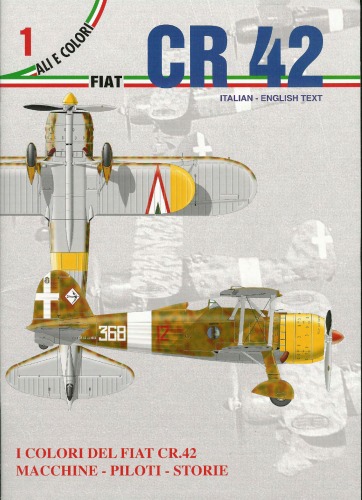 1
ALI E COLORI
FIAT
CR 42
ITALIAN - ENGLISH TEXT
368
I COLORI DEL FIAT CR.42
MACCHINE - PILOTI - STORIE